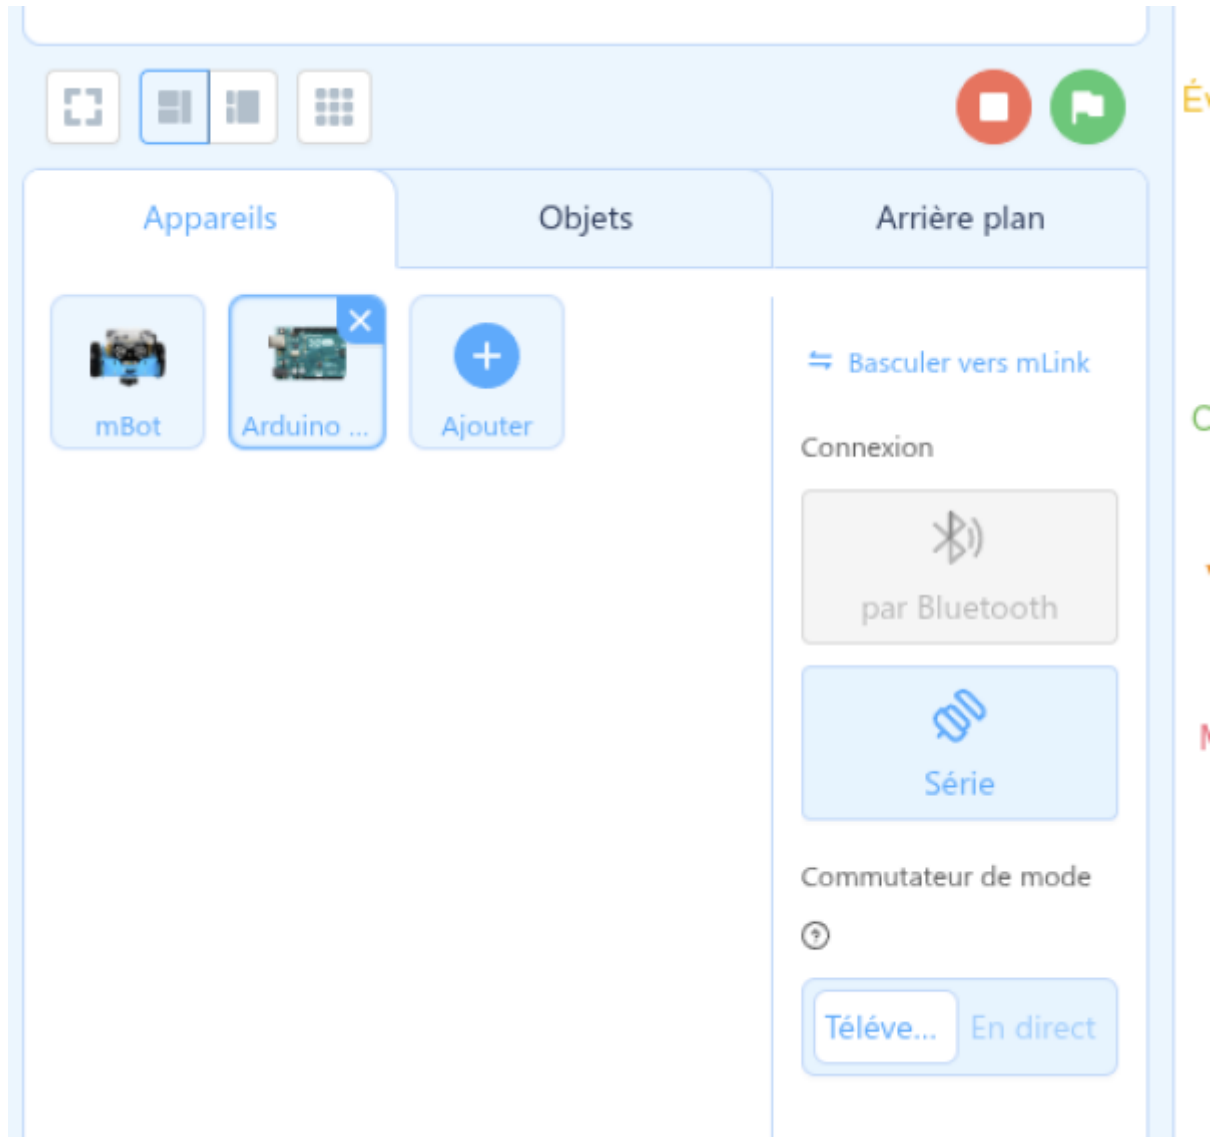 Appareils
Objets
Arrière plan
mBot
Arduino ...
Ajouter
Basculer vers mLink
Connexion
par Bluetooth
Série
Commutateur de mode
Téléve...
En direct